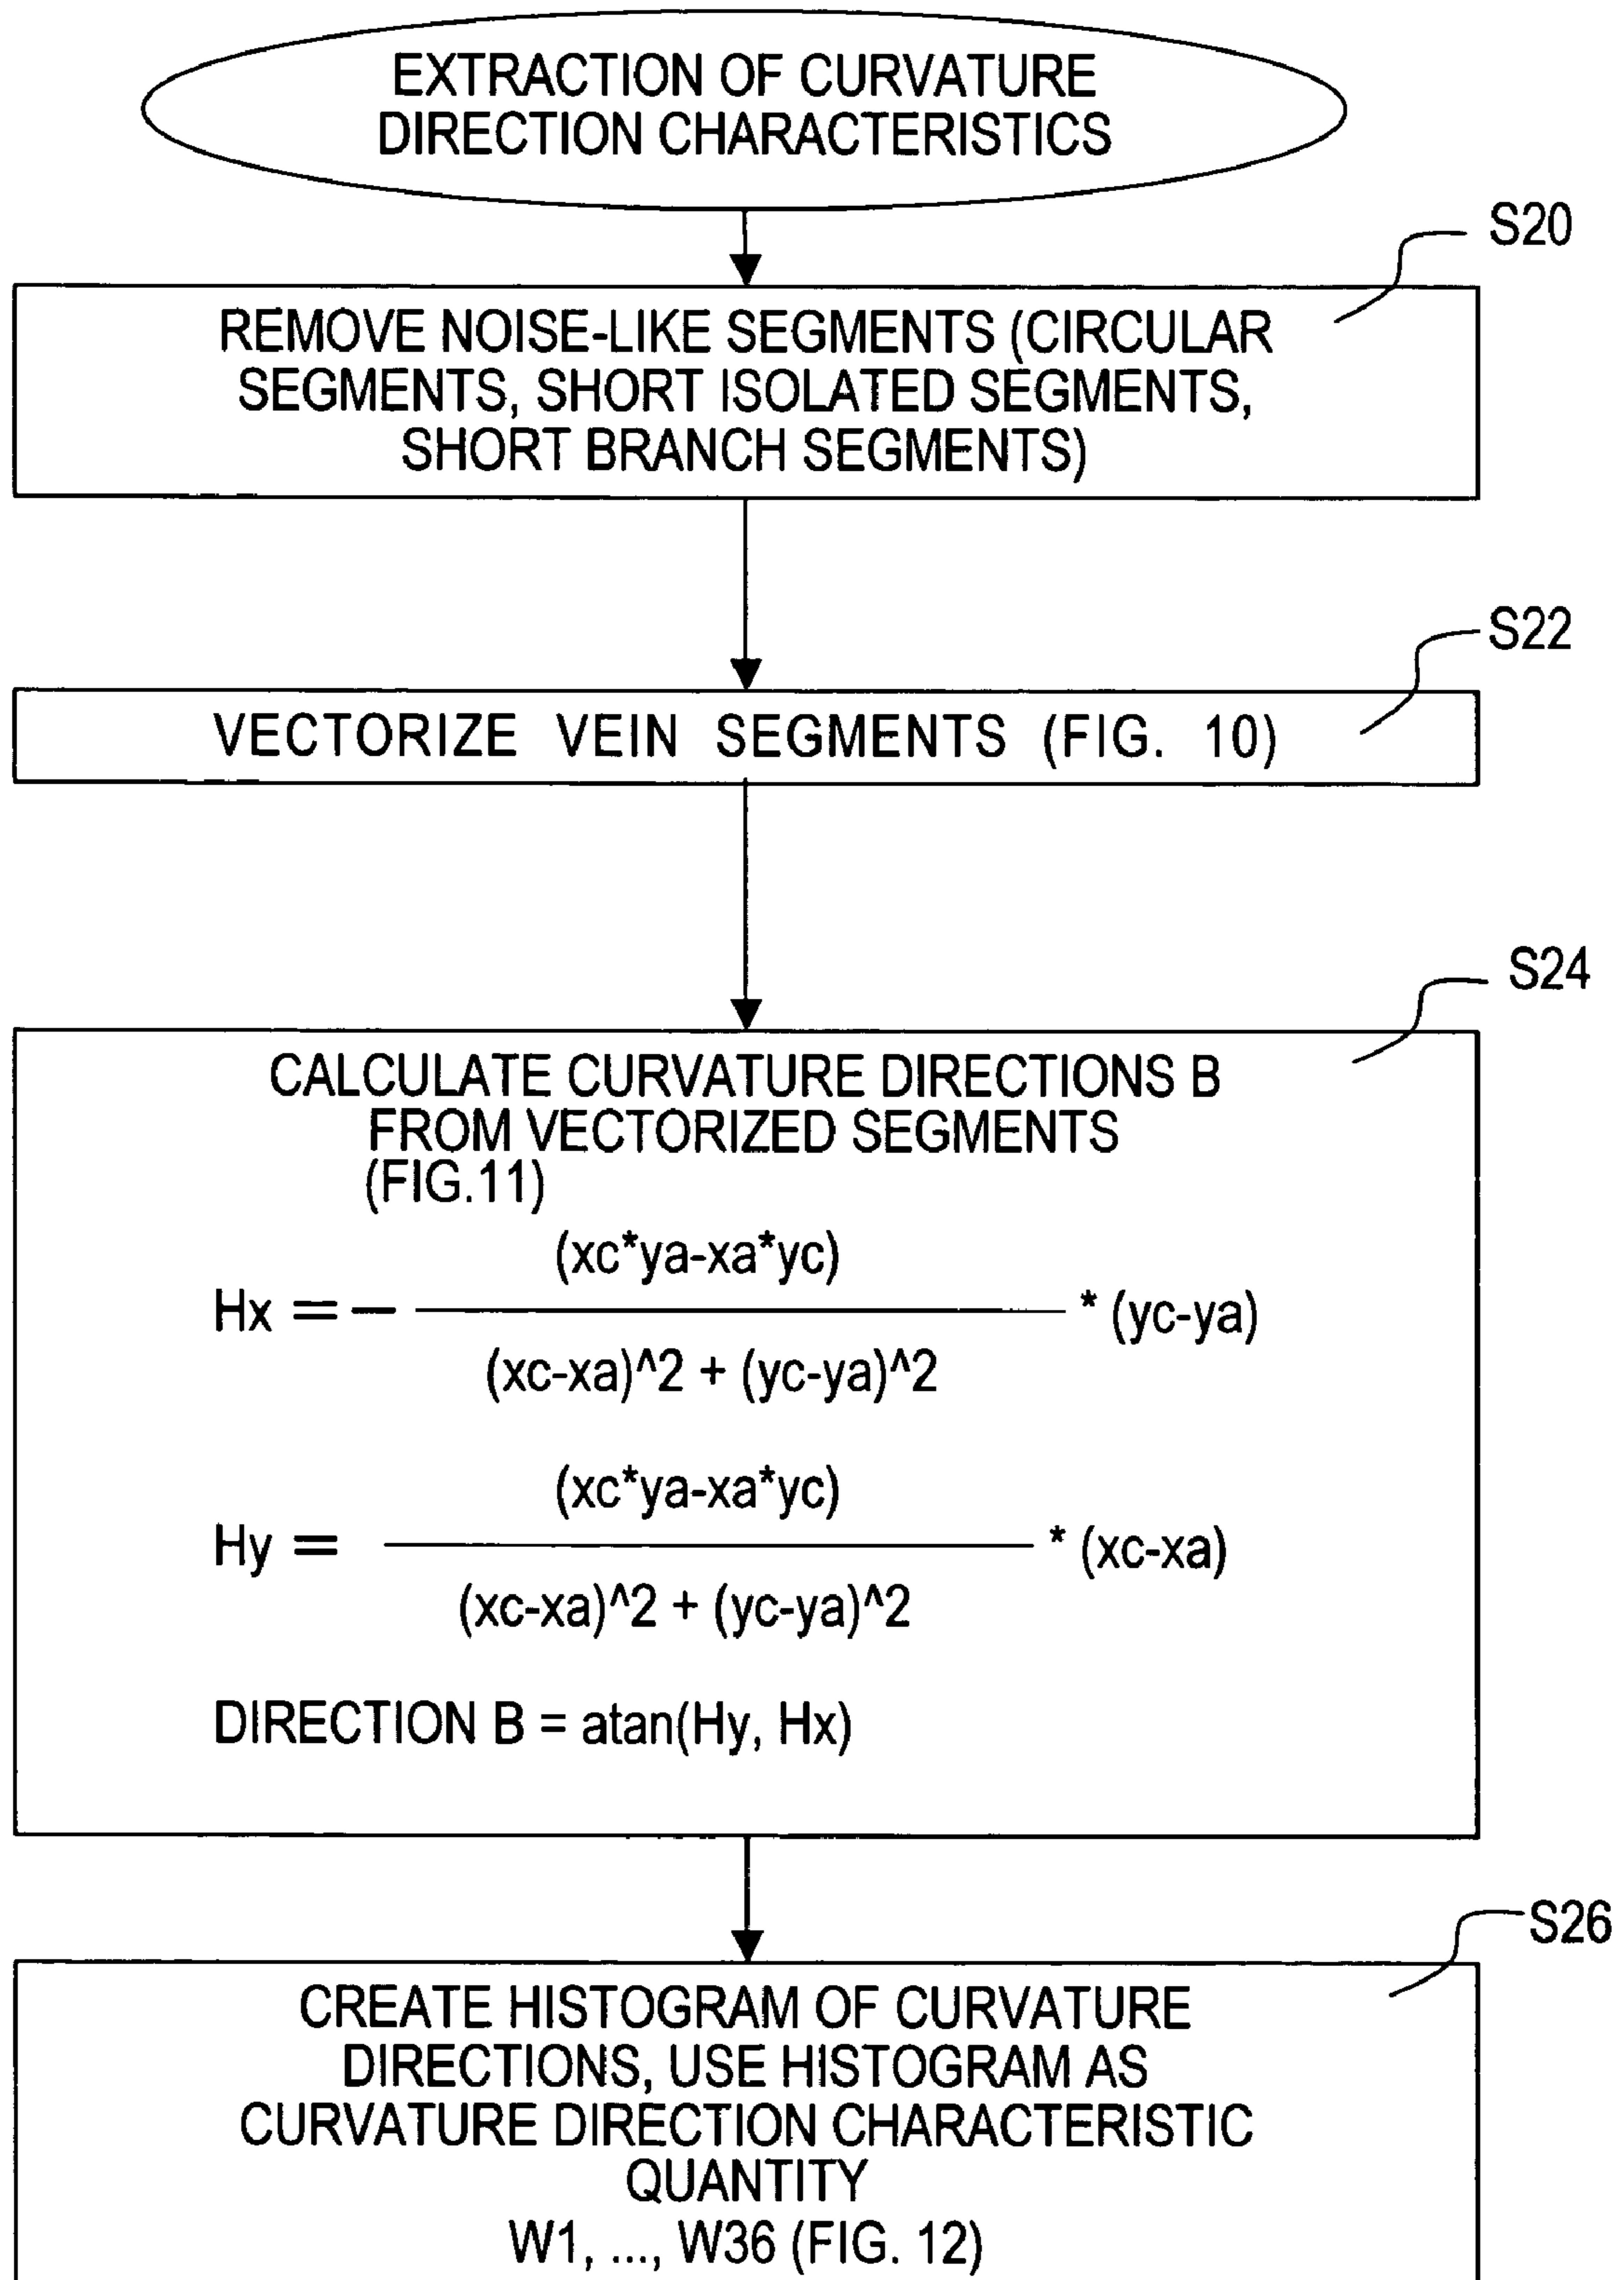 EXTRACTION OF CURVATURE
DIRECTION CHARACTERISTICS
S20
REMOVE NOISE-LIKE SEGMENTS (CIRCULAR
SEGMENTS, SHORT ISOLATED SEGMENTS,
SHORT BRANCH SEGMENTS)
S22
VECTORIZE VEIN SEGMENTS (FIG. 10)
S24
CALCULATE CURVATURE DIRECTIONS B
FROM VECTORIZED SEGMENTS
(FIG.11)
(xc*ya-xa*yc)
Hx = - * (yc-ya)
(xc-xa)^2 + (yc-ya)^2
(xc*ya-xa*yc)
Hy = * (xc-xa)
(xc-xa)^2 + (yc-ya)^2
DIRECTION B = atan(Hy, Hx)
S26
CREATE HISTOGRAM OF CURVATURE
DIRECTIONS, USE HISTOGRAM AS
CURVATURE DIRECTION CHARACTERISTIC
QUANTITY
W1, ..., W36 (FIG. 12)